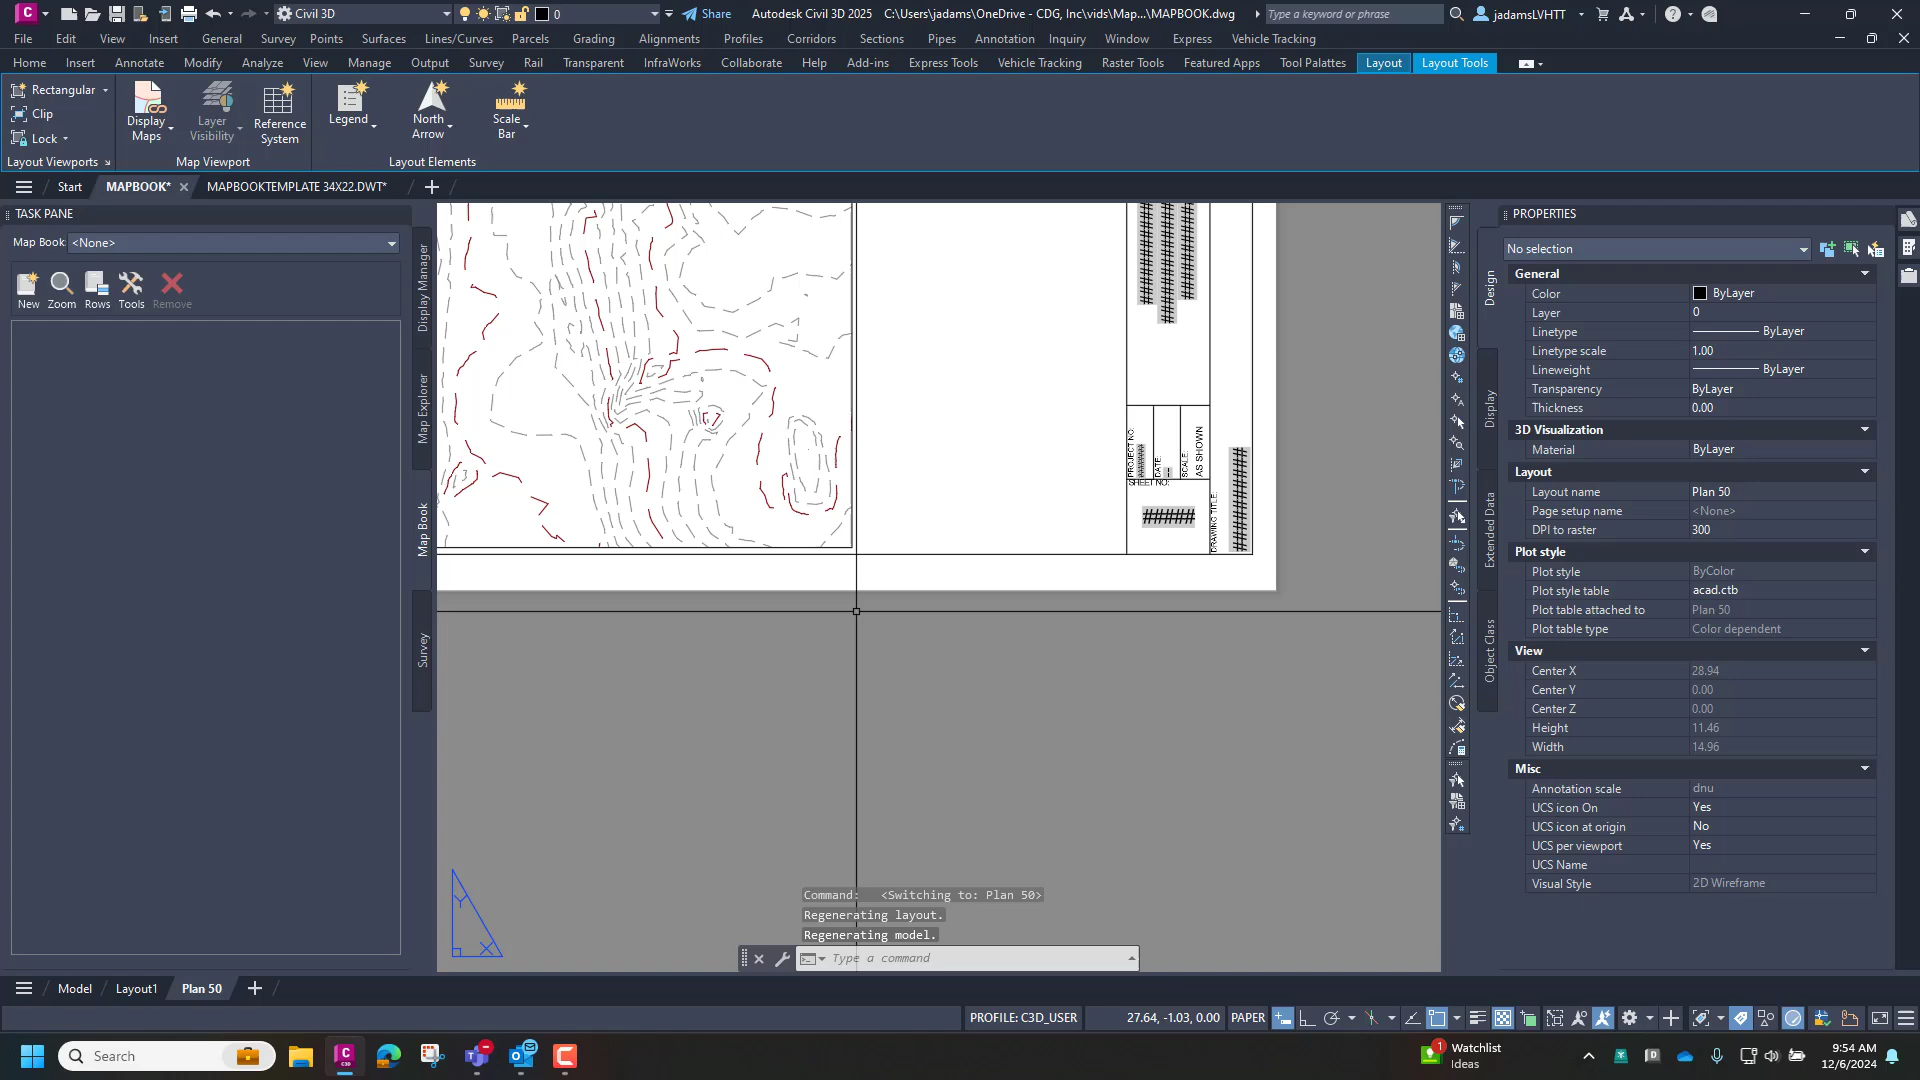 Civil 3D
0
Share
Autodesk Civil 3D 2025 C:\Users\jadams\OneDrive - CDG, Inc\vids\Map...\MAPBOOK.dwg
Type a keyword or phrase
jadamsLVHTT
File Edit View Insert General Survey Points Surfaces Lines/Curves Parcels Grading Alignments Profiles Corridors Sections Pipes Annotation Inquiry Window Express Vehicle Tracking
Home Insert Annotate Modify Analyze View Manage Output Survey Rail Transparent InfraWorks Collaborate Help Add-ins Express Tools Vehicle Tracking Raster Tools Featured Apps Tool Palettes Layout Layout Tools
Rectangular
Clip
Lock
Layout Viewports
Display Maps
Layer Visibility
Reference System
Map Viewport
Legend
North Arrow
Scale Bar
Layout Elements
Start MAPBOOK* MAPBOOKTEMPLATE 34X22.DWT*
TASK PANE
Map Book <None>
New Zoom Rows Tools Remove
Display Manager
Map Explorer
Map Book
Survey
PROJECT NO:
DATE:
SCALE:
AS SHOWN
SHEET NO:
#######
DRAWING TITLE:
Y
X
Command: <Switching to: Plan 50>
Regenerating layout.
Regenerating model.
Type a command
PROPERTIES
No selection
Design
Display
Extended Data
Object Class
General
Color ByLayer
Layer 0
Linetype ByLayer
Linetype scale 1.00
Lineweight ByLayer
Transparency ByLayer
Thickness 0.00
3D Visualization
Material ByLayer
Layout
Layout name Plan 50
Page setup name <None>
DPI to raster 300
Plot style
Plot style ByColor
Plot style table acad.ctb
Plot table attached to Plan 50
Plot table type Color dependent
View
Center X 28.94
Center Y 0.00
Center Z 0.00
Height 11.46
Width 14.96
Misc
Annotation scale dnu
UCS icon On Yes
UCS icon at origin No
UCS per viewport Yes
UCS Name
Visual Style 2D Wireframe
Model Layout1 Plan 50
PROFILE: C3D_USER 27.64, -1.03, 0.00 PAPER
Search
1
Watchlist
Ideas
9:54 AM
12/6/2024